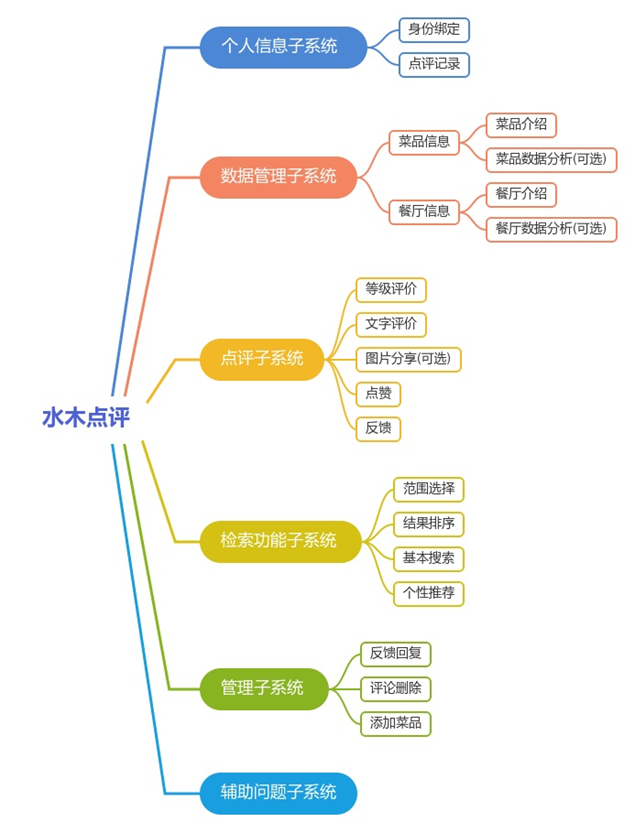 水木点评
个人信息子系统
身份绑定
点评记录
数据管理子系统
菜品信息
菜品介绍
菜品数据分析(可选)
餐厅信息
餐厅介绍
餐厅数据分析(可选)
点评子系统
等级评价
文字评价
图片分享(可选)
点赞
反馈
检索功能子系统
范围选择
结果排序
基本搜索
个性推荐
管理子系统
反馈回复
评论删除
添加菜品
辅助问题子系统